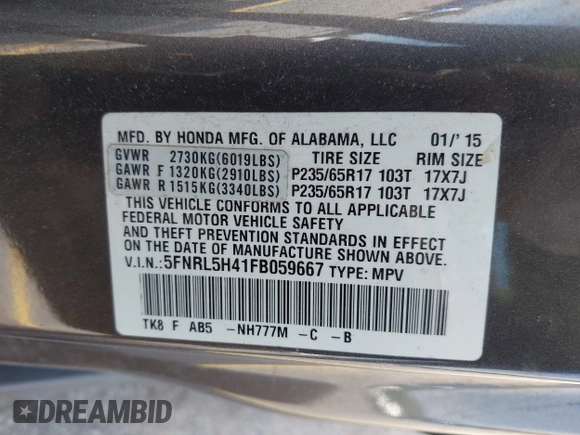 MFD. BY HONDA MFG. OF ALABAMA, LLC 01/'15
GVWR 2730KG(6019LBS) TIRE SIZE RIM SIZE
GAWR F 1320KG(2910LBS) P235/65R17 103T 17X7J
GAWR R 1515KG(3340LBS) P235/65R17 103T 17X7J
THIS VEHICLE CONFORMS TO ALL APPLICABLE
FEDERAL MOTOR VEHICLE SAFETY
AND THEFT PREVENTION STANDARDS IN EFFECT
ON THE DATE OF MANUFACTURE SHOWN ABOVE.
V.I.N.:5FNRL5H41FB059667 TYPE: MPV
TK8 F AB5 -NH777M -C -B
DREAMBID